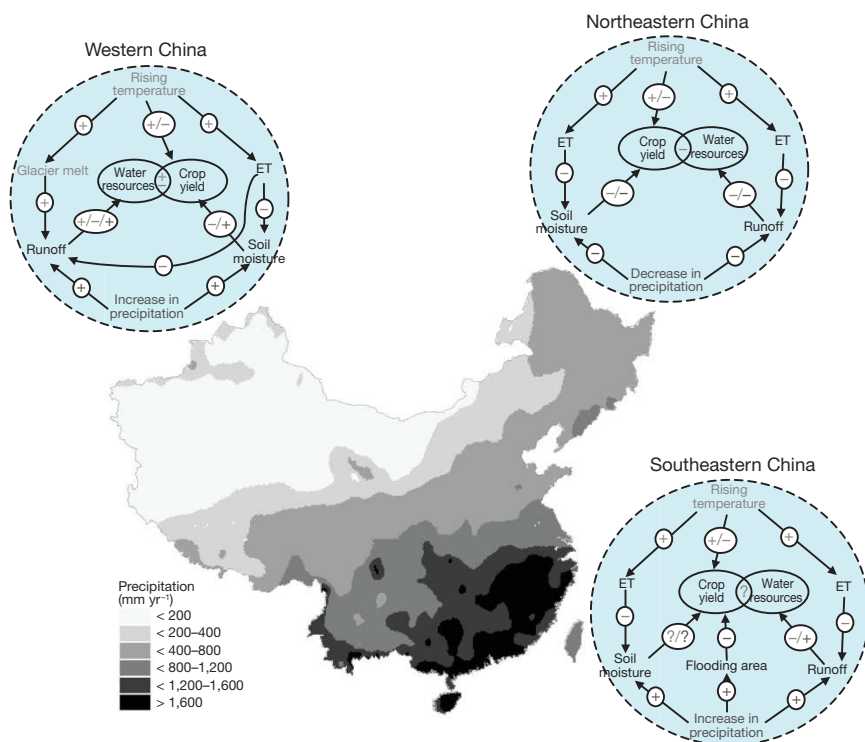 Western China
Rising
temperature
+
+/−
+
Glacier melt
ET
Water
resources
+
−
Crop
yield
+
−
+/−/+
−/+
Runoff
Soil
moisture
−
+
+
Increase in
precipitation
Northeastern China
Rising
temperature
+
+/−
+
ET
ET
Crop
yield
−
Water
resources
−
−
−/−
−/−
Soil
moisture
Runoff
−
−
Decrease in
precipitation
Southeastern China
Rising
temperature
+
+/−
+
ET
ET
Crop
yield
?
Water
resources
−
−
?/?
−
−/+
Soil
moisture
Flooding area
Runoff
+
+
+
Increase in
precipitation
Precipitation
(mm yr⁻¹)
< 200
< 200–400
< 400–800
< 800–1,200
< 1,200–1,600
> 1,600